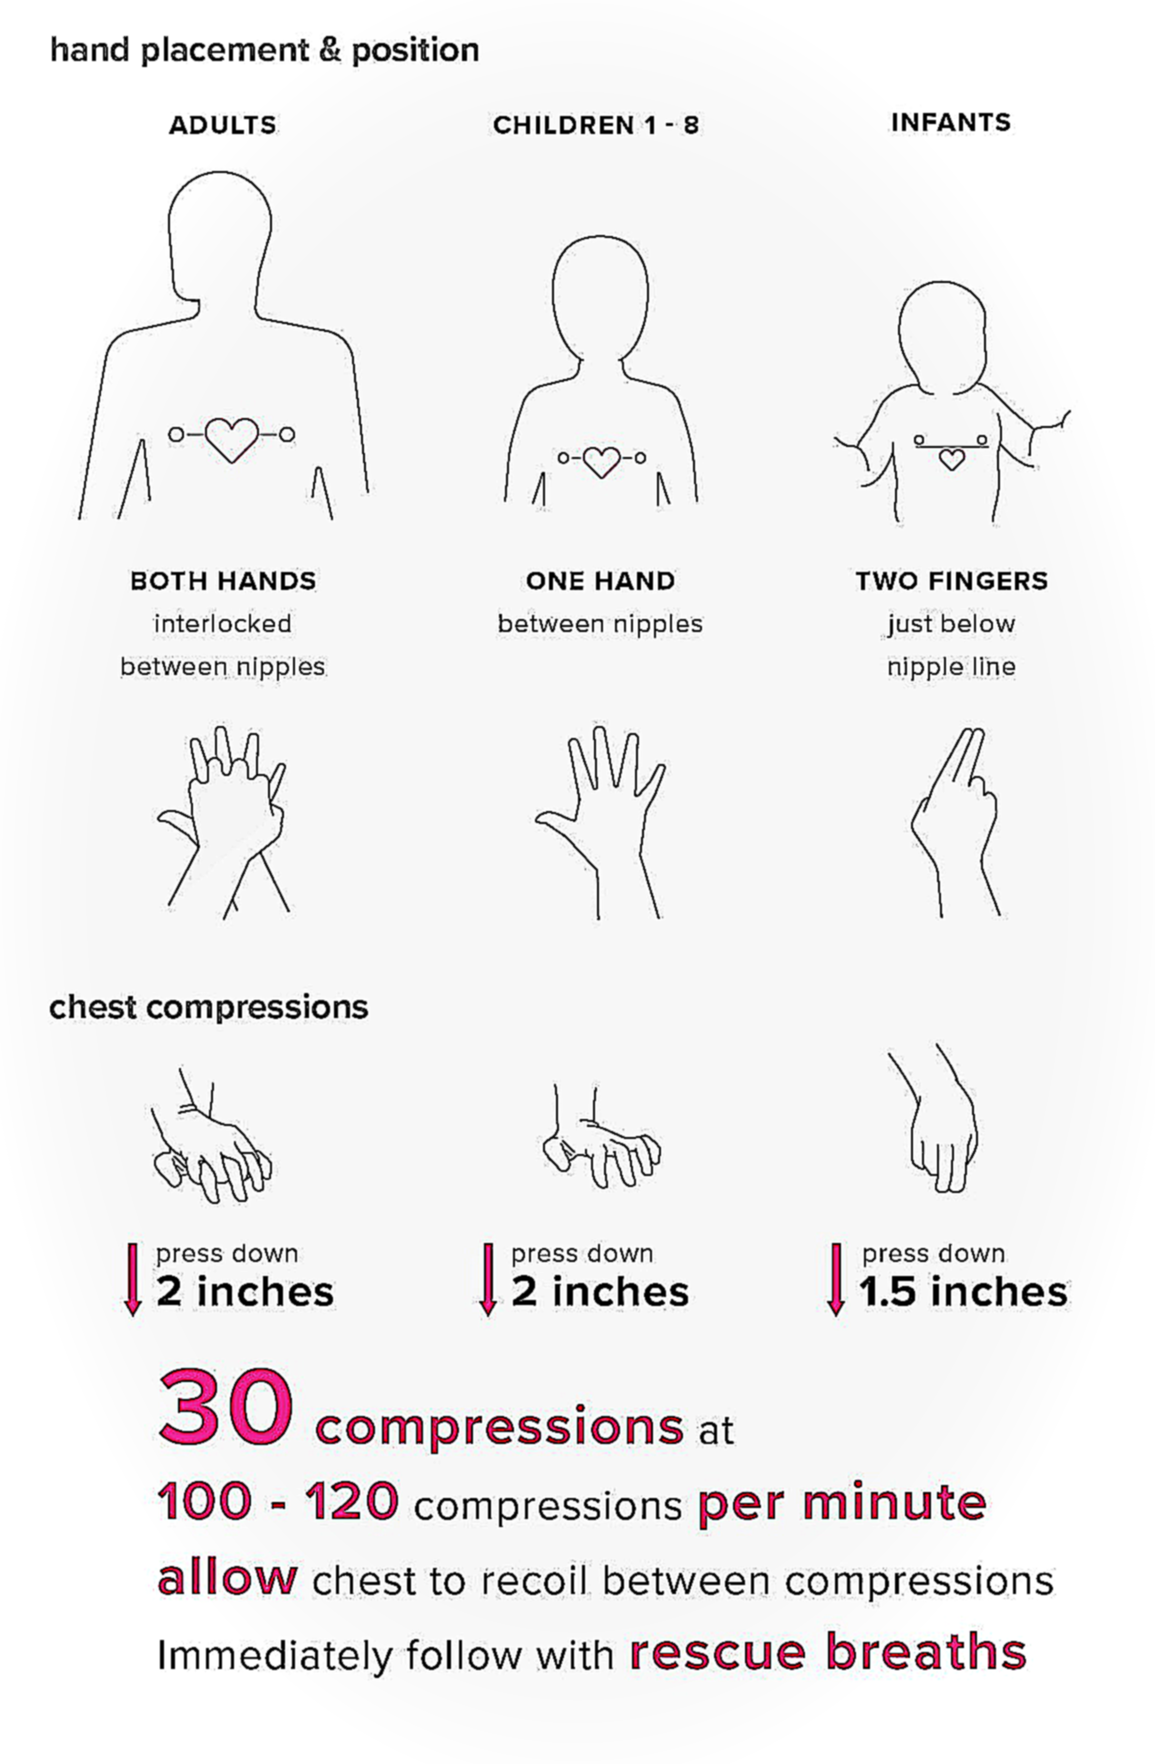 hand placement & position
ADULTS
CHILDREN 1 - 8
INFANTS
BOTH HANDS
interlocked
between nipples
ONE HAND
between nipples
TWO FINGERS
just below
nipple line
chest compressions
press down
2 inches
press down
2 inches
press down
1.5 inches
30 compressions at
100 - 120 compressions per minute
allow chest to recoil between compressions
Immediately follow with rescue breaths